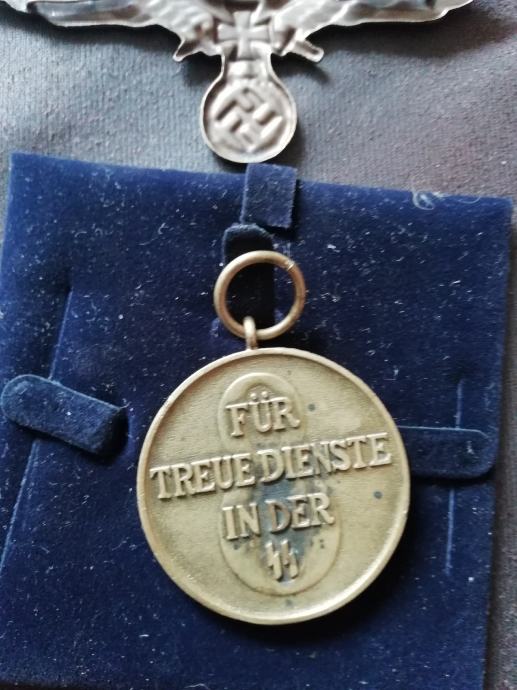 FÜR
TREUE DIENSTE
IN DER
ᛋᛋ